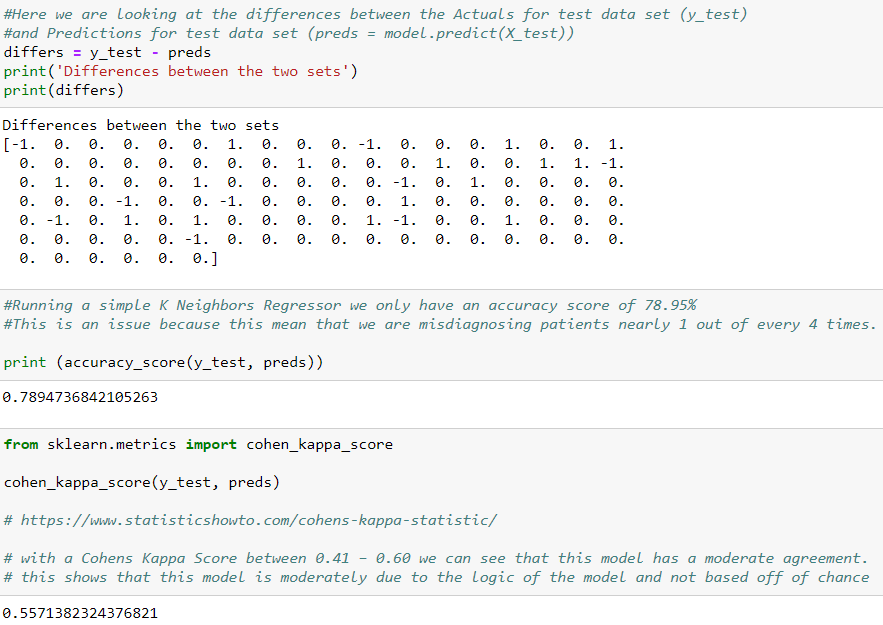 #Here we are looking at the differences between the Actuals for test data set (y_test)
#and Predictions for test data set (preds = model.predict(X_test))
differs = y_test - preds
print('Differences between the two sets')
print(differs)
Differences between the two sets
[-1.  0.  0.  0.  0.  0.  1.  0.  0.  0. -1.  0.  0.  0.  1.  0.  0.  1.
  0.  0.  0.  0.  0.  0.  0.  0.  1.  0.  0.  0.  1.  0.  0.  1.  1. -1.
  0.  1.  0.  0.  0.  1.  0.  0.  0.  0.  0. -1.  0.  1.  0.  0.  0.  0.
  0.  0.  0. -1.  0.  0. -1.  0.  0.  0.  0.  1.  0.  0.  0.  0.  0.  0.
  0. -1.  0.  1.  0.  1.  0.  0.  0.  0.  1. -1.  0.  0.  1.  0.  0.  0.
  0.  0.  0.  0.  0. -1.  0.  0.  0.  0.  0.  0.  0.  0.  0.  0.  0.  0.
  0.  0.  0.  0.  0.  0.]
#Running a simple K Neighbors Regressor we only have an accuracy score of 78.95%
#This is an issue because this mean that we are misdiagnosing patients nearly 1 out of every 4 times.
print (accuracy_score(y_test, preds))
0.7894736842105263
from sklearn.metrics import cohen_kappa_score
cohen_kappa_score(y_test, preds)
# https://www.statisticshowto.com/cohens-kappa-statistic/
# with a Cohens Kappa Score between 0.41 – 0.60 we can see that this model has a moderate agreement.
# this shows that this model is moderately due to the logic of the model and not based off of chance
0.5571382324376821